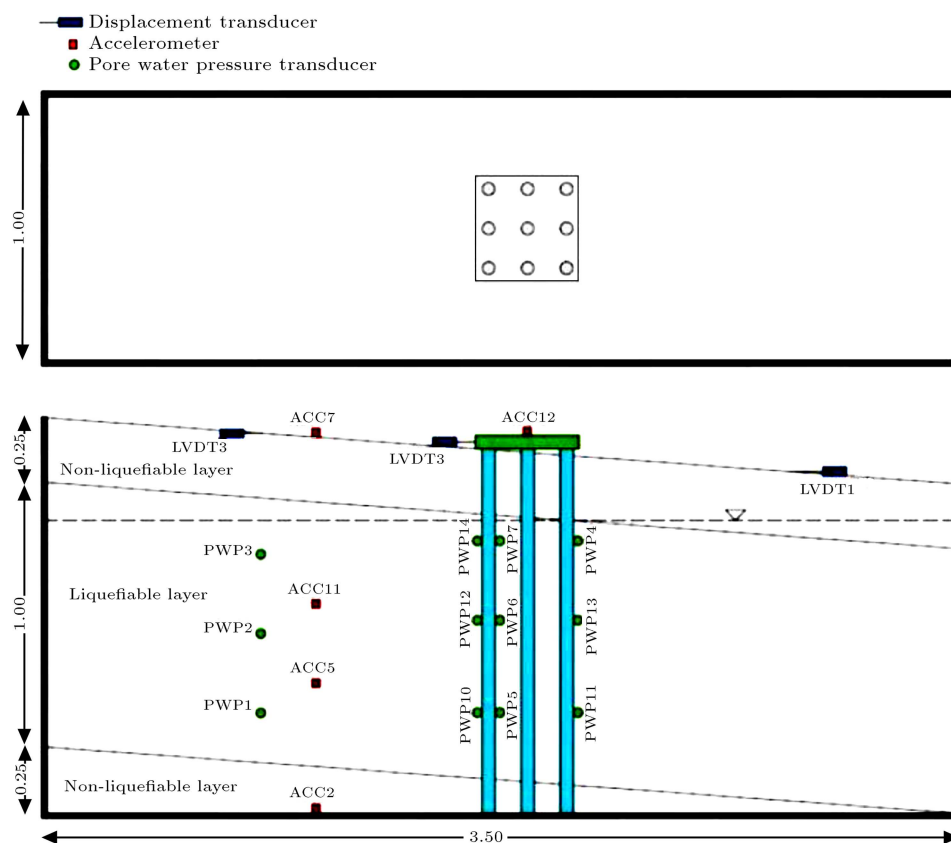 Displacement transducer
Accelerometer
Pore water pressure transducer
1.00
ACC7
ACC12
LVDT3
LVDT3
LVDT1
0.25
Non-liquefiable layer
PWP14
PWP7
PWP4
PWP3
ACC11
Liquefiable layer
1.00
PWP12
PWP6
PWP13
PWP2
ACC5
PWP1
PWP10
PWP5
PWP11
0.25
Non-liquefiable layer
ACC2
3.50